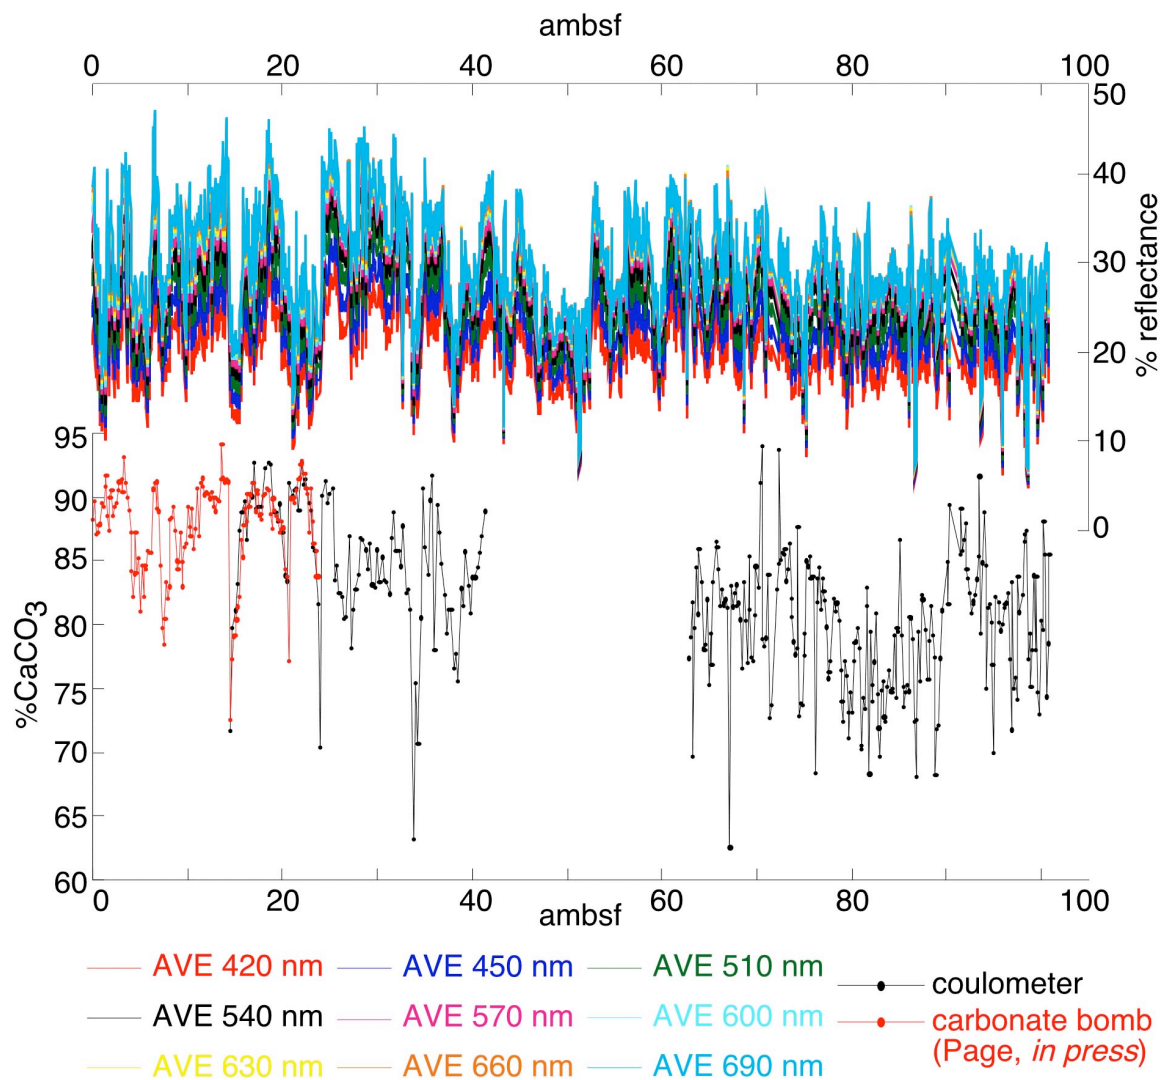 ambsf
0 20 40 60 80 100
50
40
30
20
10
0
% reflectance
95
90
85
80
75
70
65
60
%CaCO3
0 20 40 60 80 100
ambsf
AVE 420 nm AVE 450 nm AVE 510 nm
AVE 540 nm AVE 570 nm AVE 600 nm
AVE 630 nm AVE 660 nm AVE 690 nm
coulometer
carbonate bomb
(Page, in press)